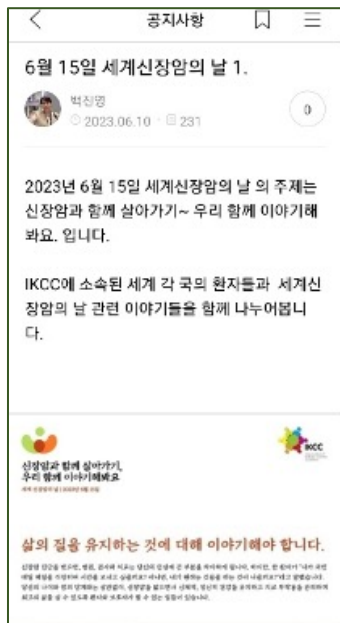 공지사항
6월 15일 세계신장암의 날 1.
백진영
2023.06.10 · 231
0
2023년 6월 15일 세계신장암의 날 의 주제는
신장암과 함께 살아가기~ 우리 함께 이야기해
봐요. 입니다.
IKCC에 소속된 세계 각 국의 환자들과 세계신
장암의 날 관련 이야기들을 함께 나누어봅니
다.
신장암과 함께 살아가기,
우리 함께 이야기해봐요
IKCC
삶의 질을 유지하는 것에 대해 이야기해야 합니다.